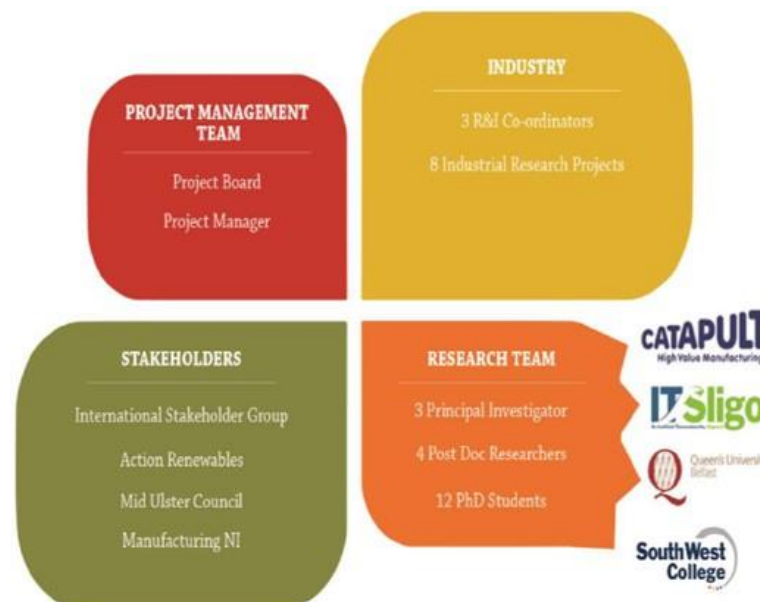 PROJECT MANAGEMENT
TEAM
Project Board
Project Manager
INDUSTRY
3 R&I Co-ordinators
8 Industrial Research Projects
STAKEHOLDERS
International Stakeholder Group
Action Renewables
Mid Ulster Council
Manufacturing NI
RESEARCH TEAM
3 Principal Investigator
4 Post Doc Researchers
12 PhD Students
CATAPULT
High Value Manufacturing
IT Sligo
Queen's Universi
Belfast
SouthWest
College